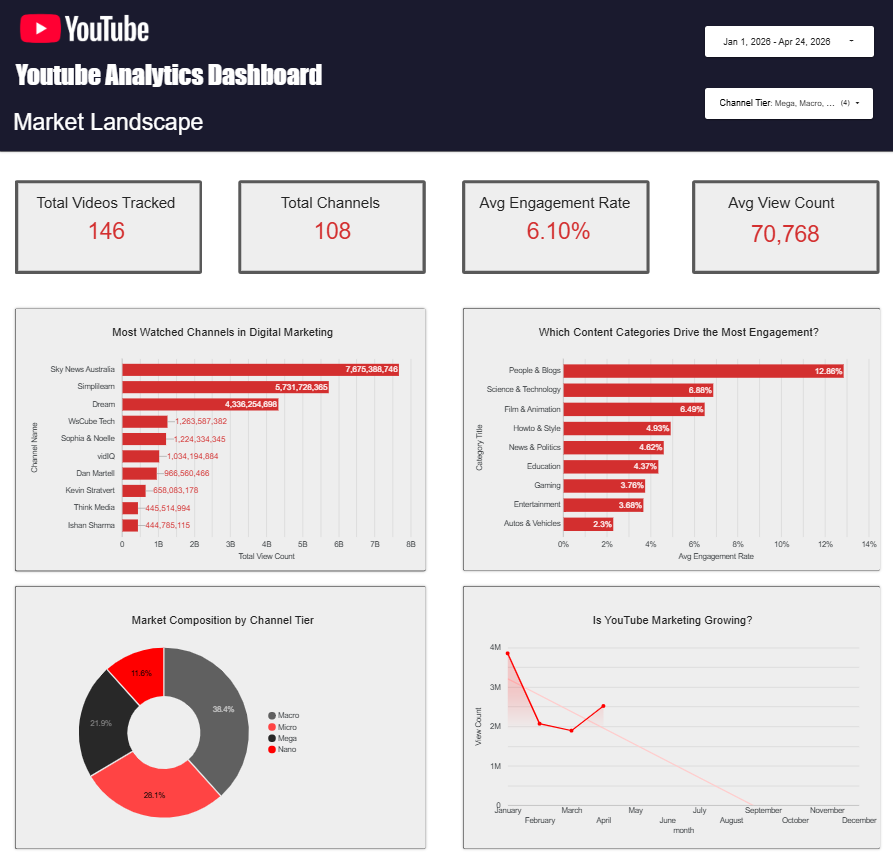 YouTube
Youtube Analytics Dashboard
Market Landscape
Jan 1, 2026 - Apr 24, 2026
Channel Tier: Mega, Macro, ... (4)
Total Videos Tracked
146
Total Channels
108
Avg Engagement Rate
6.10%
Avg View Count
70,768
Most Watched Channels in Digital Marketing
Channel Name
Sky News Australia 7,675,388,746
Simplilearn 5,731,728,365
Dream 4,336,254,698
WsCube Tech 1,263,587,382
Sophia & Noelle 1,224,334,345
vidIQ 1,034,194,884
Dan Martell 966,560,466
Kevin Stratvert 658,083,178
Think Media 445,514,994
Ishan Sharma 444,785,115
0 1B 2B 3B 4B 5B 6B 7B 8B
Total View Count
Which Content Categories Drive the Most Engagement?
Category Title
People & Blogs 12.86%
Science & Technology 6.88%
Film & Animation 6.49%
Howto & Style 4.93%
News & Politics 4.62%
Education 4.37%
Gaming 3.76%
Entertainment 3.68%
Autos & Vehicles 2.3%
0% 2% 4% 6% 8% 10% 12% 14%
Avg Engagement Rate
Market Composition by Channel Tier
11.6%
38.4%
21.9%
28.1%
Macro
Micro
Mega
Nano
Is YouTube Marketing Growing?
View Count
4M
3M
2M
1M
0
January March May July September November
February April June August October December
month